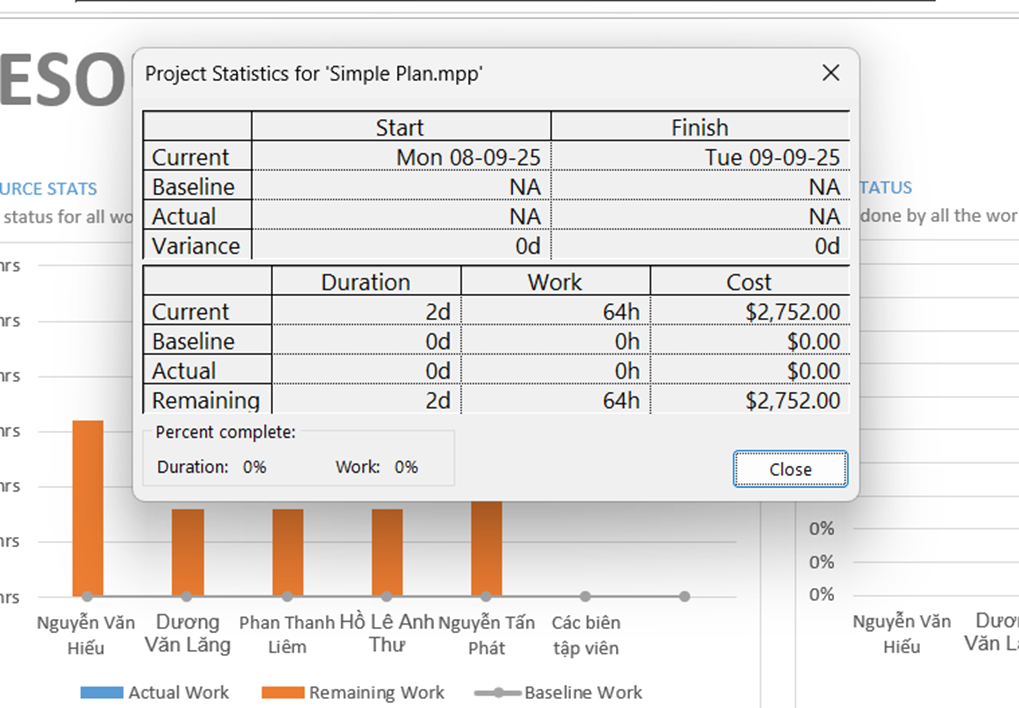 ESO
Project Statistics for 'Simple Plan.mpp'
Start Finish
Current Mon 08-09-25 Tue 09-09-25
Baseline NA NA
Actual NA NA
Variance 0d 0d
Duration Work Cost
Current 2d 64h $2,752.00
Baseline 0d 0h $0.00
Actual 0d 0h $0.00
Remaining 2d 64h $2,752.00
Percent complete:
Duration: 0% Work: 0%
Close
URCE STATS
status for all wo
TATUS
done by all the wor
rs
hrs
hrs
hrs
hrs
hrs
hrs
Nguyễn Văn Hiếu
Dương Văn Lăng
Phan Thanh Liêm
Hồ Lê Anh Thư
Nguyễn Tấn Phát
Các biên tập viên
Actual Work Remaining Work Baseline Work
0%
0%
0%
Nguyễn Văn Hiếu
Dươn
Văn Lă